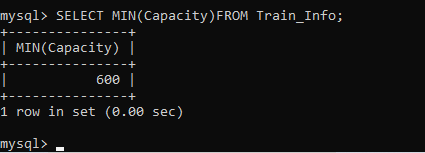 mysql> SELECT MIN(Capacity)FROM Train_Info;
+---------------+
| MIN(Capacity) |
+---------------+
|           600 |
+---------------+
1 row in set (0.00 sec)
mysql> _